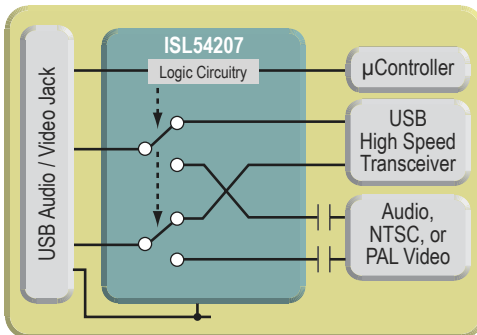 ISL54207
Logic Circuitry
µController
USB Audio / Video Jack
USB
High Speed
Transceiver
Audio,
NTSC, or
PAL Video